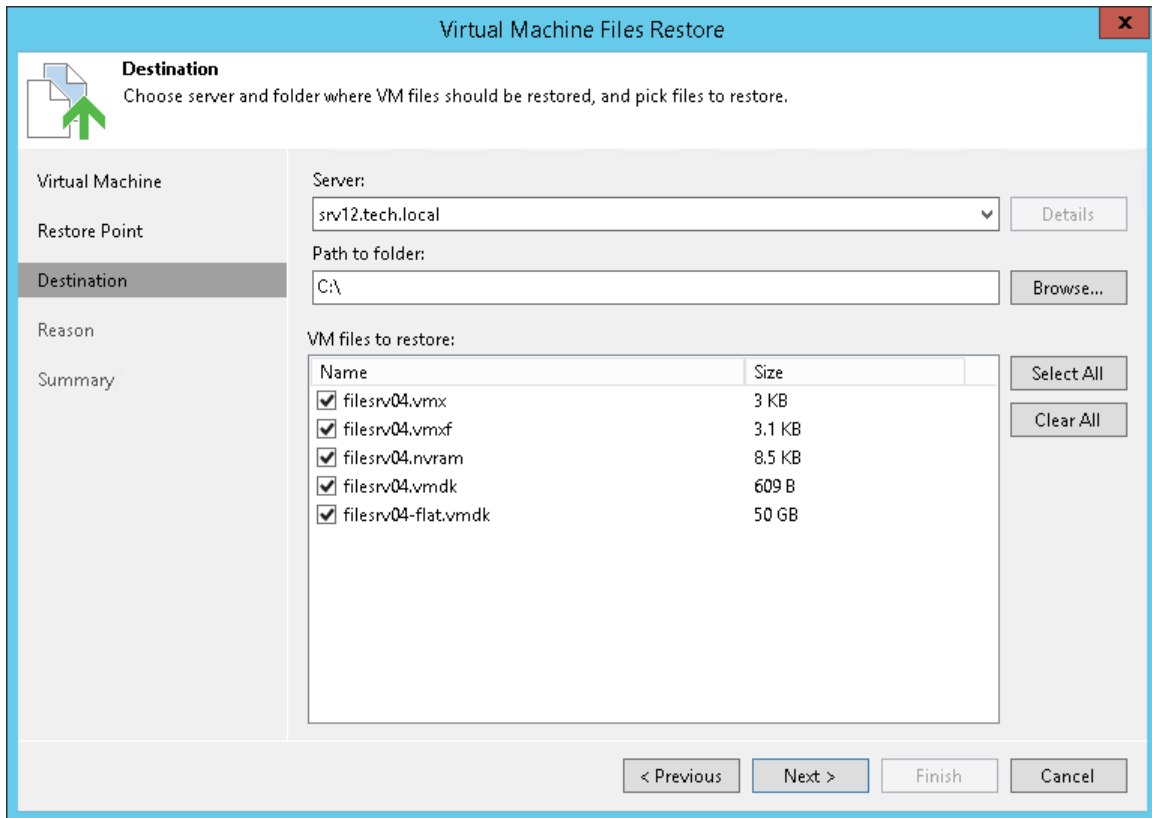 Virtual Machine Files Restore
x
Destination
Choose server and folder where VM files should be restored, and pick files to restore.
Virtual Machine
Restore Point
Destination
Reason
Summary
Server:
srv12.tech.local
Details
Path to folder:
C:\
Browse...
VM files to restore:
Name Size
filesrv04.vmx 3 KB
filesrv04.vmxf 3.1 KB
filesrv04.nvram 8.5 KB
filesrv04.vmdk 609 B
filesrv04-flat.vmdk 50 GB
Select All
Clear All
< Previous Next > Finish Cancel